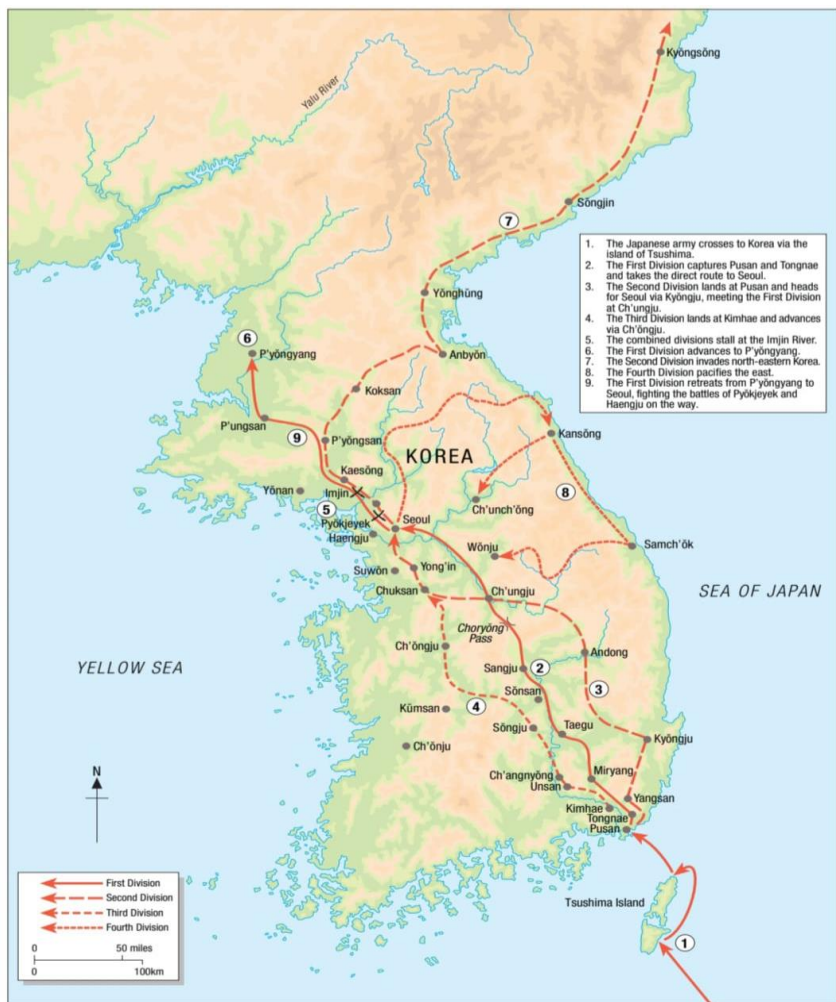 Kyŏngsŏng
Yalu River
Sŏngjin
7
1. The Japanese army crosses to Korea via the
island of Tsushima.
2. The First Division captures Pusan and Tongnae
and takes the direct route to Seoul.
3. The Second Division lands at Pusan and heads
for Seoul via Kyŏngju, meeting the First Division
at Ch'ungju.
4. The Third Division lands at Kimhae and advances
via Ch'ŏngju.
5. The combined divisions stall at the Imjin River.
6. The First Division advances to P'yŏngyang.
7. The Second Division invades north-eastern Korea.
8. The Fourth Division pacifies the east.
9. The First Division retreats from P'yŏngyang to
Seoul, fighting the battles of Pyŏkjeyek and
Haengju on the way.
Yŏnghŭng
6
P'yŏngyang
Anbyŏn
Koksan
P'ungsan
9
P'yŏngsan
Kansŏng
KOREA
Kaesŏng
Yŏnan
Imjin
Ch'unch'ŏng
8
5
Pyŏkjeyek
Seoul
Haengju
Samch'ŏk
Wŏnju
Suwŏn
Yong'in
Chuksan
Ch'ungju
SEA OF JAPAN
Choryŏng
Pass
Ch'ŏngju
Andong
YELLOW SEA
Sangju
2
3
Sŏnsan
Kŭmsan
4
Sŏngju
Taegu
Kyŏngju
Ch'ŏnju
Ch'angnyŏng
Unsan
Miryang
N
Yangsan
Kimhae
Tongnae
Pusan
First Division
Second Division
Third Division
Fourth Division
0 50 miles
0 100km
Tsushima Island
1